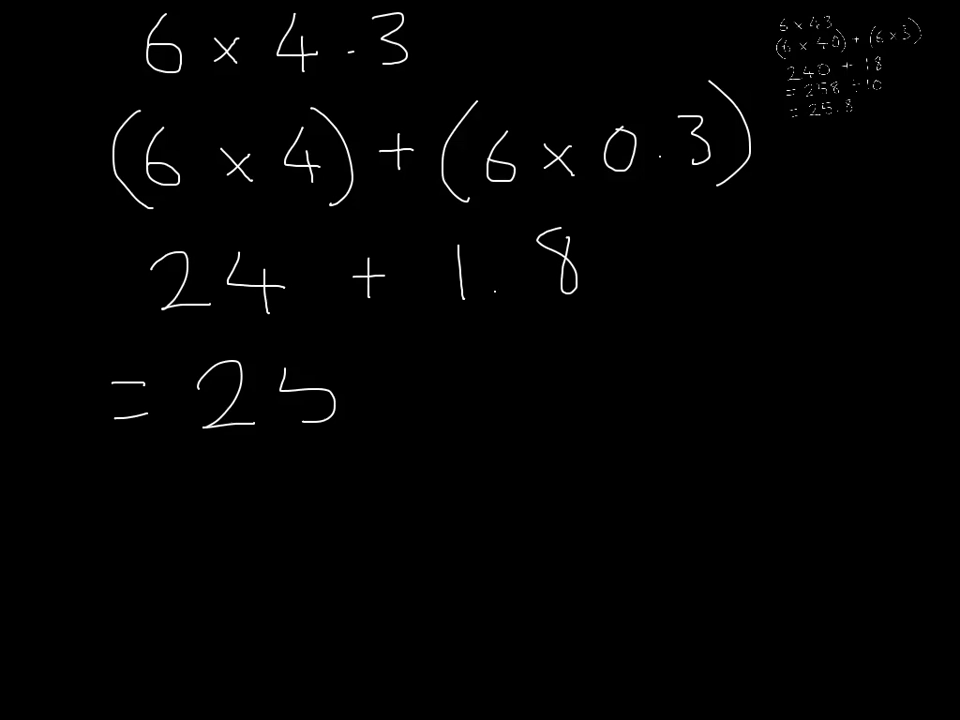 6 × 4.3
(6 × 4) + (6 × 0.3)
24 + 1.8
= 25
6 × 43
(6 × 40) + (6 × 3)
240 + 18
= 258 ÷ 10
= 25.8